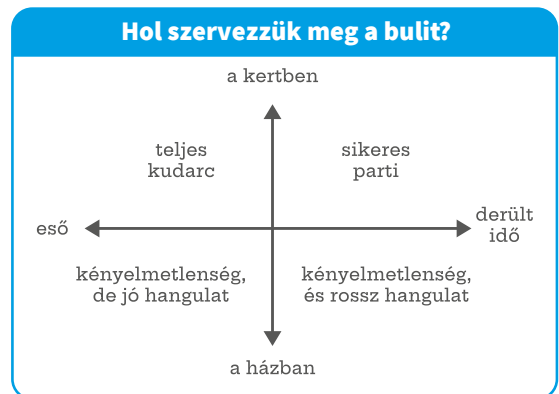 Hol szervezzük meg a bulit?
a kertben
teljes
kudarc
sikeres
parti
eső
derült
idő
kényelmetlenség,
de jó hangulat
kényelmetlenség,
és rossz hangulat
a házban